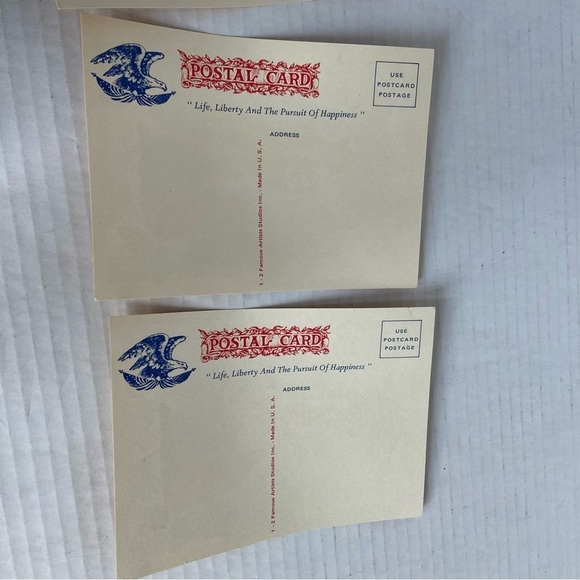 POSTAL CARD
USE
POSTCARD
POSTAGE
" Life, Liberty And The Pursuit Of Happiness "
ADDRESS
1 - 2 Famous Artists Studios Inc. - Made In U. S. A.
POSTAL CARD
USE
POSTCARD
POSTAGE
" Life, Liberty And The Pursuit Of Happiness "
ADDRESS
1 - 2 Famous Artists Studios Inc. - Made In U. S. A.